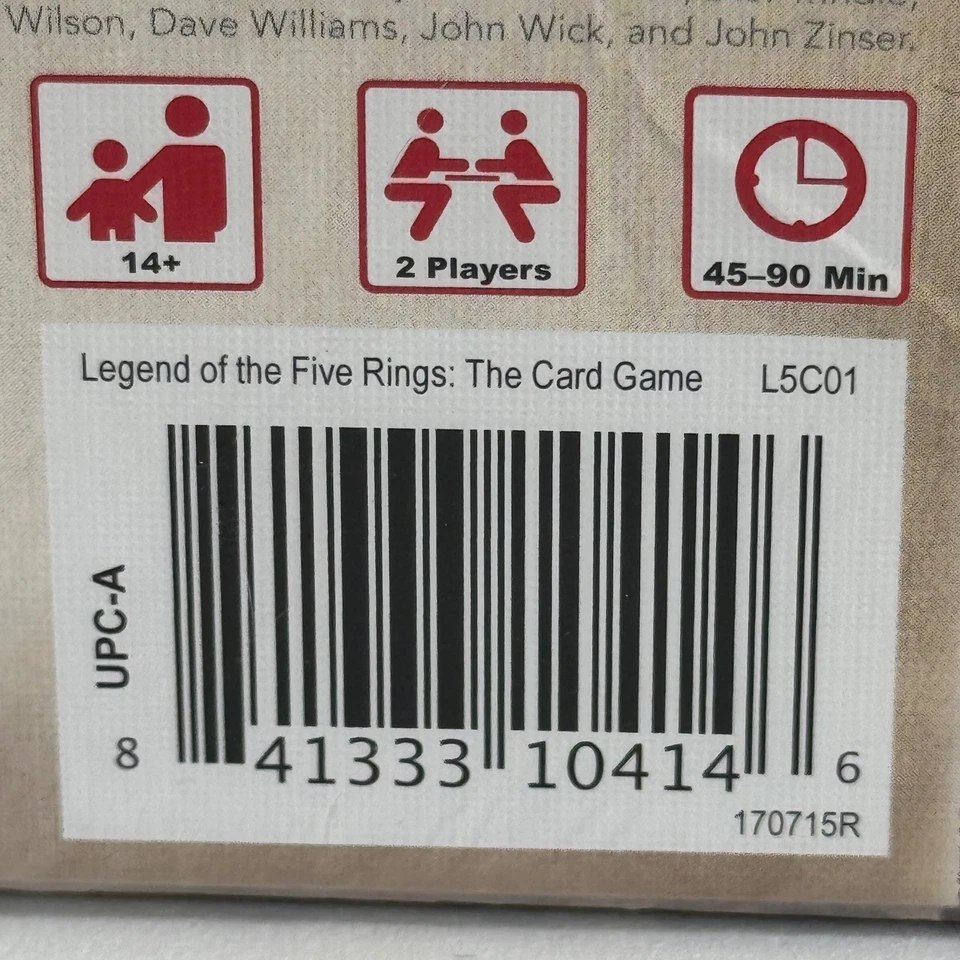 Wilson, Dave Williams, John Wick, and John Zinser.
14+
2 Players
45–90 Min
Legend of the Five Rings: The Card Game L5C01
UPC-A
8 41333 10414 6
170715R